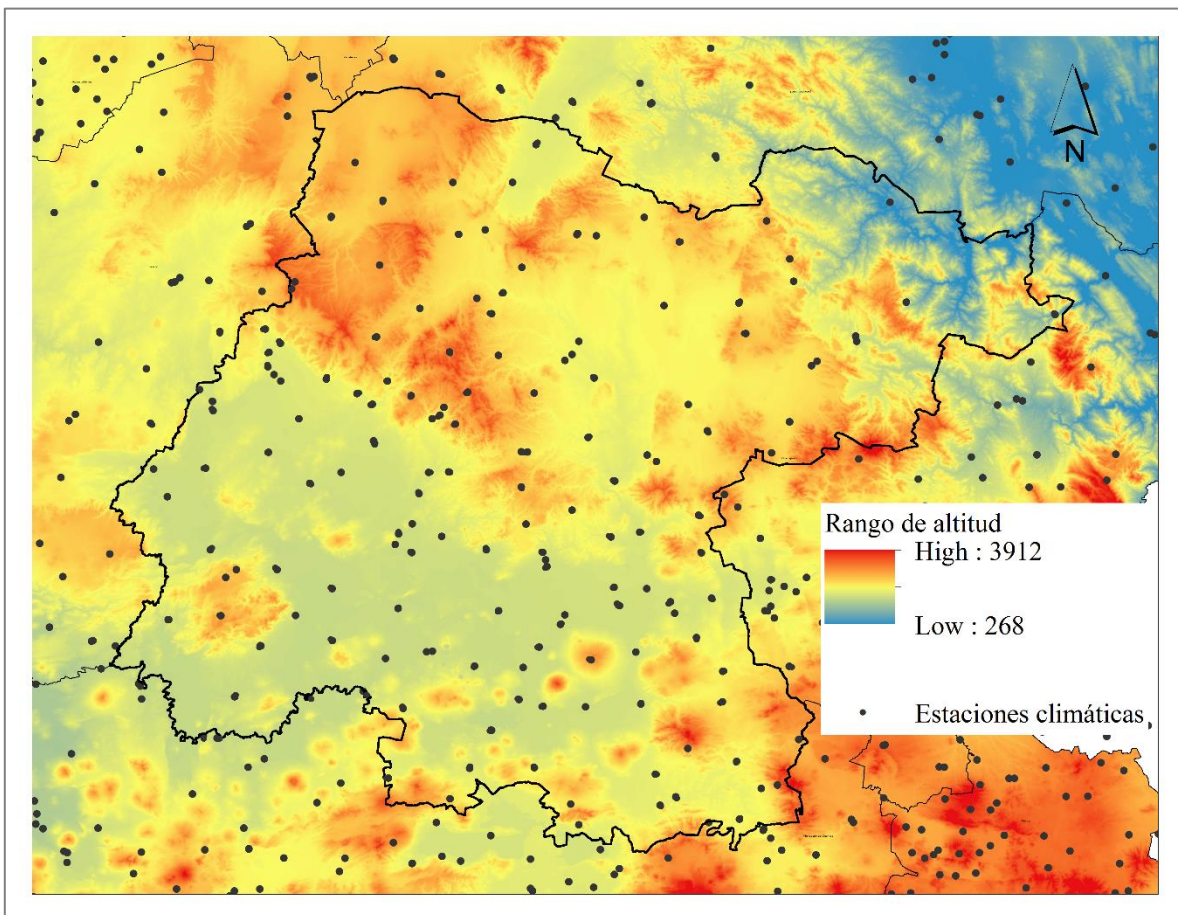 N
Rango de altitud
High : 3912
Low : 268
Estaciones climáticas